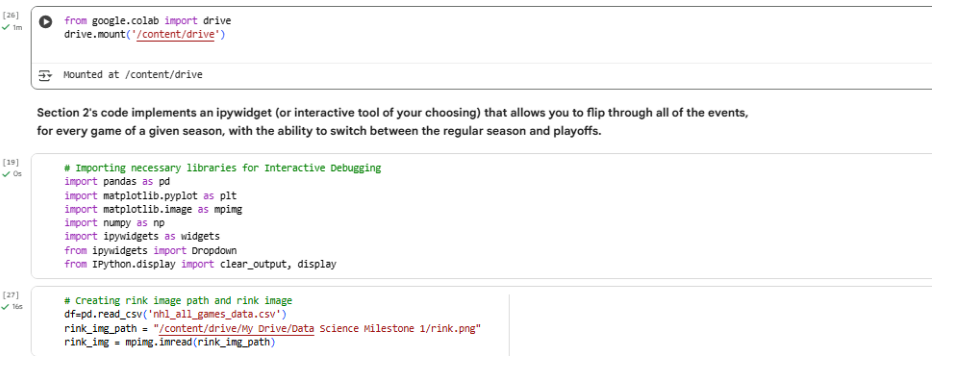 [26]
1m
from google.colab import drive
drive.mount('/content/drive')
Mounted at /content/drive
Section 2's code implements an ipywidget (or interactive tool of your choosing) that allows you to flip through all of the events,
for every game of a given season, with the ability to switch between the regular season and playoffs.
[19]
0s
# Importing necessary libraries for Interactive Debugging
import pandas as pd
import matplotlib.pyplot as plt
import matplotlib.image as mpimg
import numpy as np
import ipywidgets as widgets
from ipywidgets import Dropdown
from IPython.display import clear_output, display
[27]
16s
# Creating rink image path and rink image
df=pd.read_csv('nhl_all_games_data.csv')
rink_img_path = "/content/drive/My Drive/Data Science Milestone 1/rink.png"
rink_img = mpimg.imread(rink_img_path)